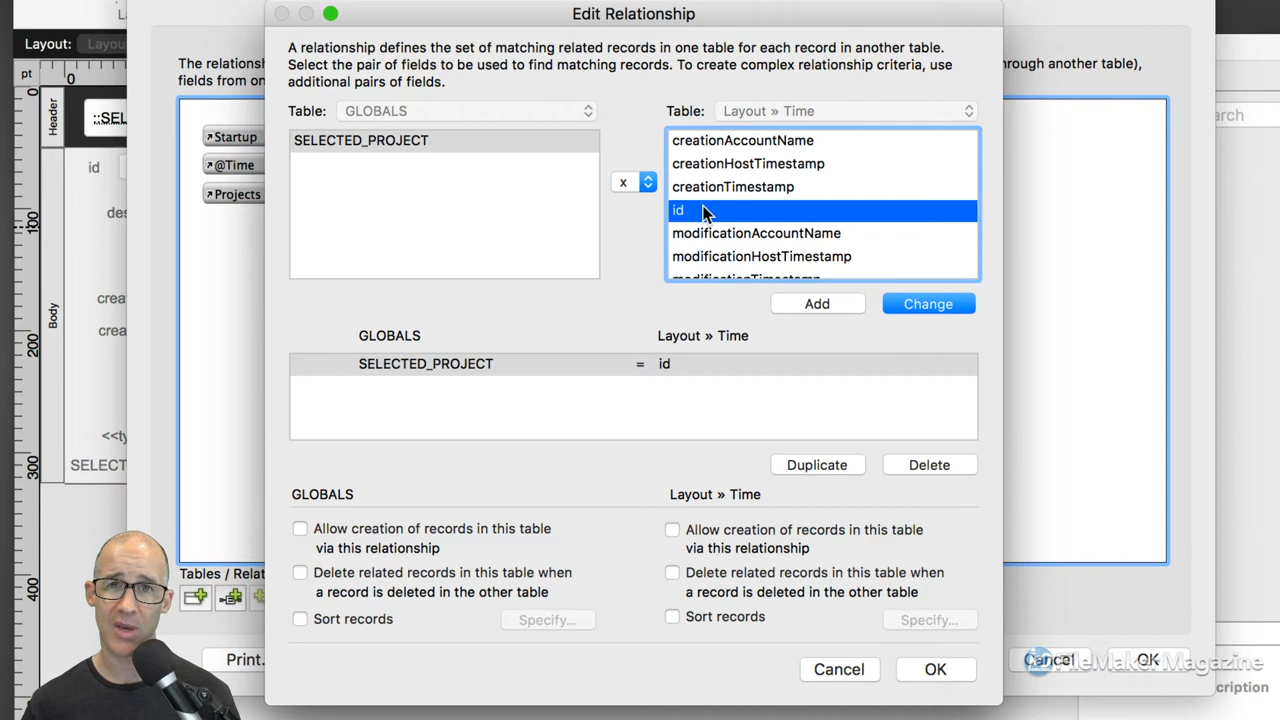 Edit Relationship
A relationship defines the set of matching related records in one table for each record in another table.
Select the pair of fields to be used to find matching records. To create complex relationship criteria, use
additional pairs of fields.
Layout:
Layou
The relations
hrough another table),
fields from on
pt
0
Header
::SEL
id
des
100
Body
crea
crea
200
<<ty
300
SELECT
400
Startup
@Time
Projects
Table: GLOBALS
Table: Layout » Time
SELECTED_PROJECT
x
creationAccountName
creationHostTimestamp
creationTimestamp
id
modificationAccountName
modificationHostTimestamp
modificationTimestamp
Add
Change
GLOBALS
Layout » Time
SELECTED_PROJECT = id
Duplicate
Delete
GLOBALS
Layout » Time
Allow creation of records in this table
via this relationship
Delete related records in this table when
a record is deleted in the other table
Sort records
Specify...
Allow creation of records in this table
via this relationship
Delete related records in this table when
a record is deleted in the other table
Sort records
Specify...
Cancel
OK
Tables / Relat
Print.
Cancel
OK
FileMaker Magazine
arch
cription